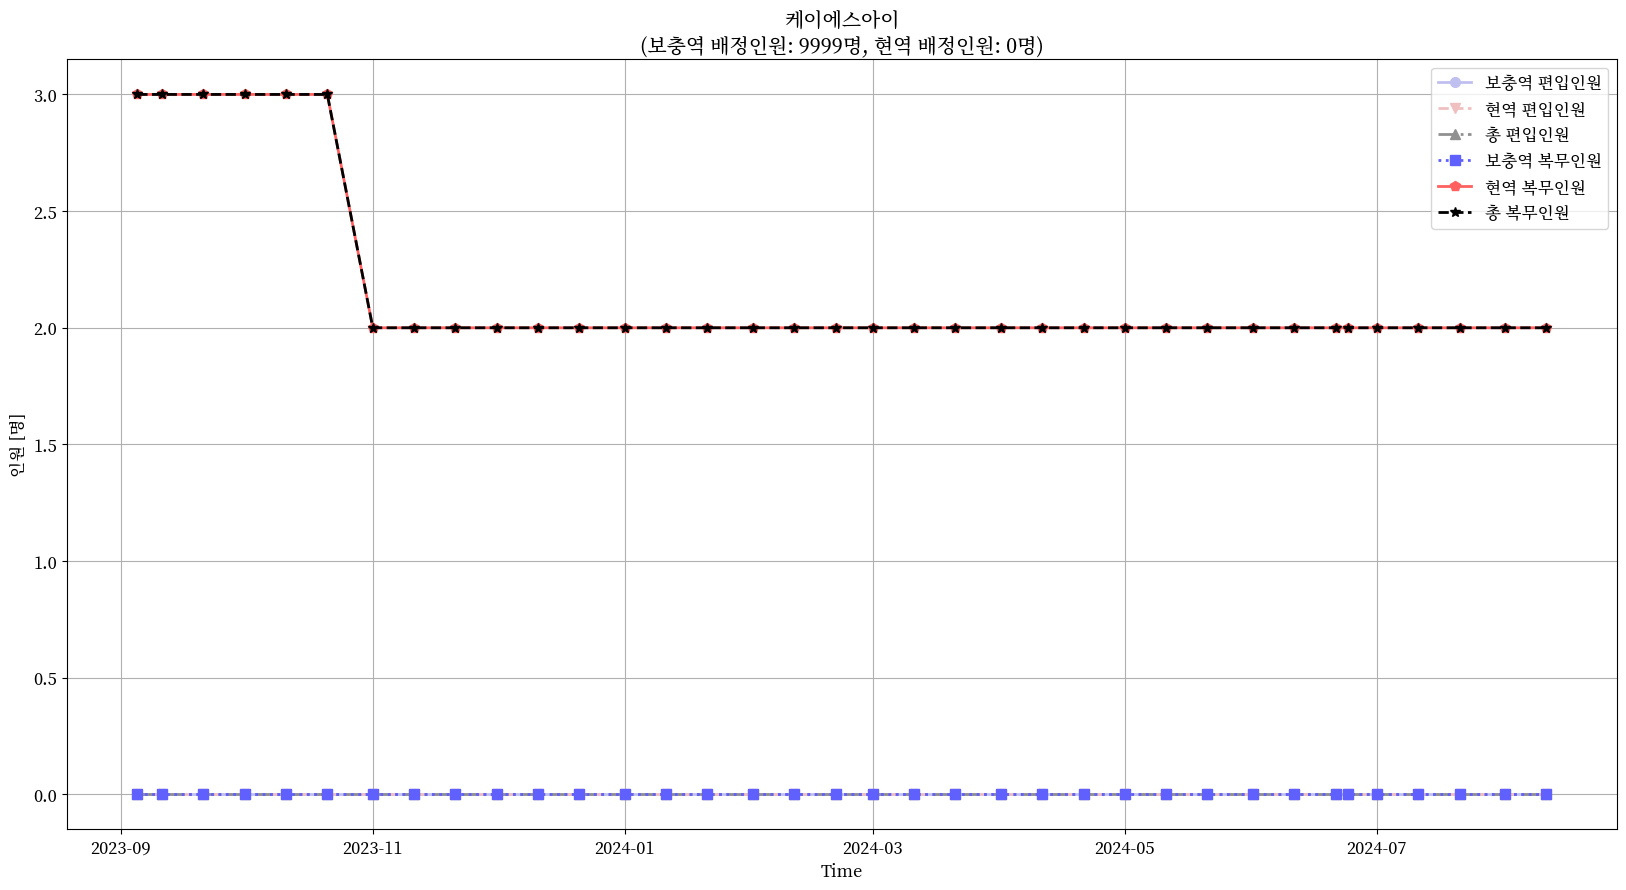 케이에스아이
(보충역 배정인원: 9999명, 현역 배정인원: 0명)
보충역 편입인원
현역 편입인원
총 편입인원
보충역 복무인원
현역 복무인원
총 복무인원
인원 [명]
3.0
2.5
2.0
1.5
1.0
0.5
0.0
2023-09
2023-11
2024-01
2024-03
2024-05
2024-07
Time